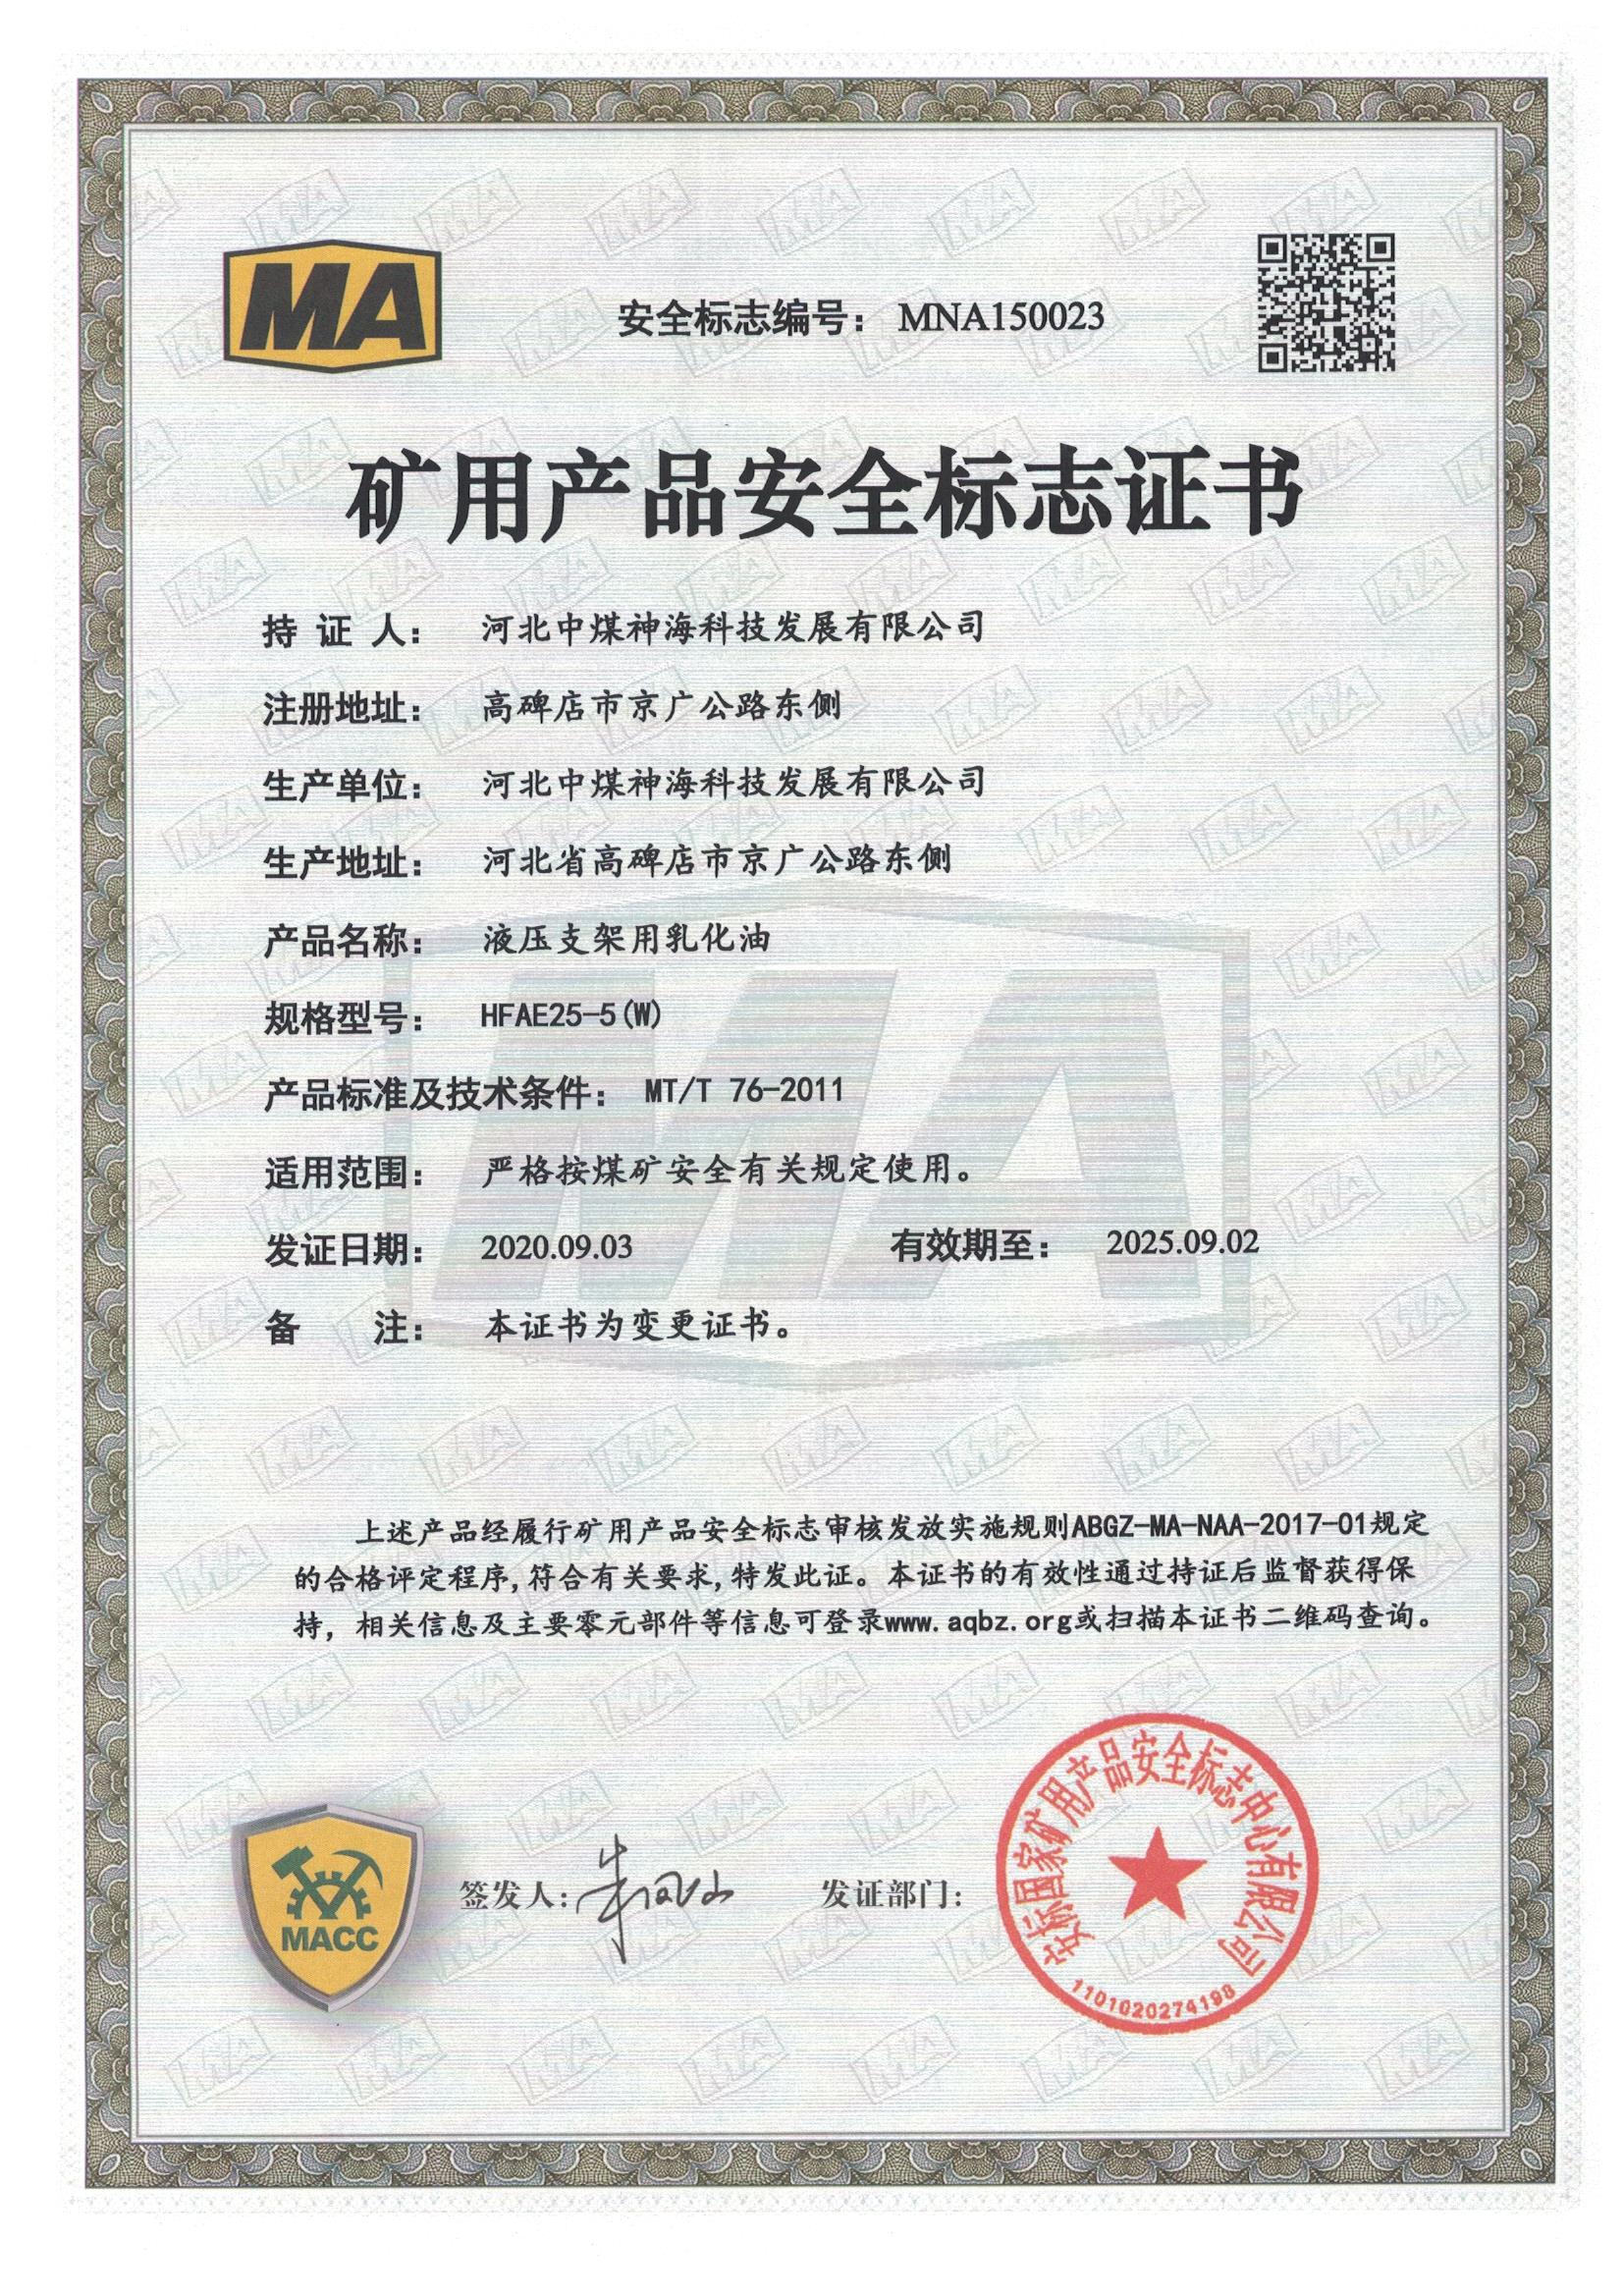 MA
安全标志编号： MNA150023
矿用产品安全标志证书
持 证 人： 河北中煤神海科技发展有限公司
注册地址： 高碑店市京广公路东侧
生产单位： 河北中煤神海科技发展有限公司
生产地址： 河北省高碑店市京广公路东侧
产品名称： 液压支架用乳化油
规格型号： HFAE25-5(W)
产品标准及技术条件： MT/T 76-2011
适用范围： 严格按煤矿安全有关规定使用。
发证日期： 2020.09.03 有效期至： 2025.09.02
备 注： 本证书为变更证书。
上述产品经履行矿用产品安全标志审核发放实施规则ABGZ-MA-NAA-2017-01规定
的合格评定程序,符合有关要求,特发此证。本证书的有效性通过持证后监督获得保
持，相关信息及主要零元部件等信息可登录www.aqbz.org或扫描本证书二维码查询。
MACC
签发人:
发证部门:
安标国家矿用产品安全标志中心有限公司
1101020274198